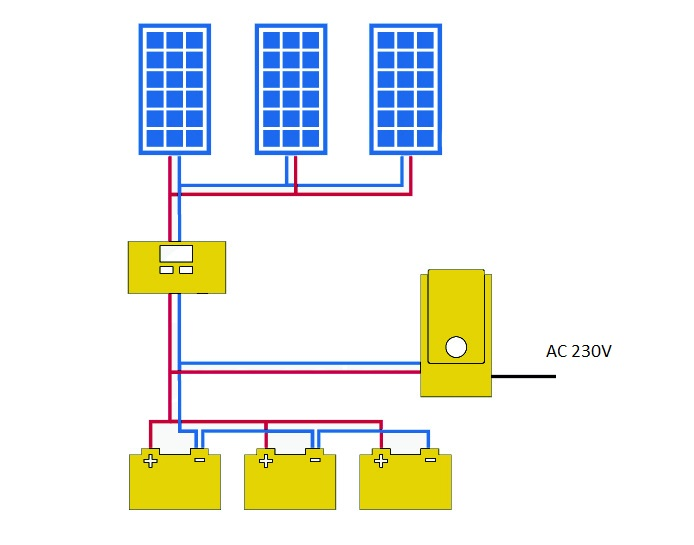 AC 230V
+ − + − + −